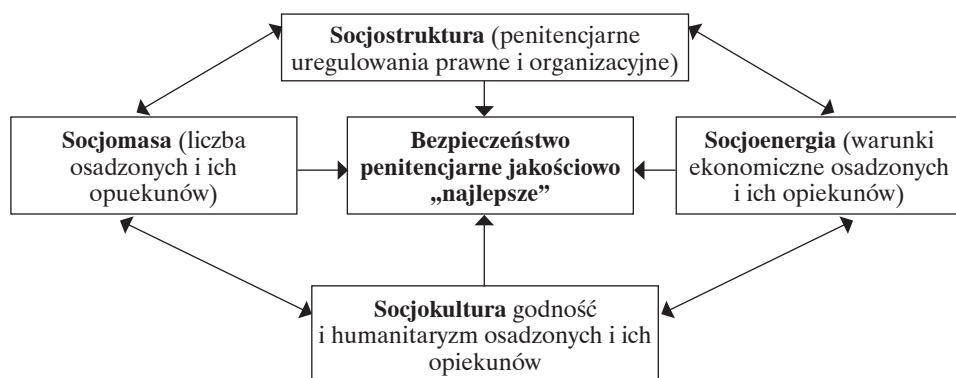 Socjostruktura (penitencjarne
uregulowania prawne i organizacyjne)
Socjomasa (liczba
osadzonych i ich
opuekunów)
Bezpieczeństwo
penitencjarne jakościowo
„najlepsze”
Socjoenergia (warunki
ekonomiczne osadzonych
i ich opiekunów)
Socjokultura godność
i humanitaryzm osadzonych i ich
opiekunów